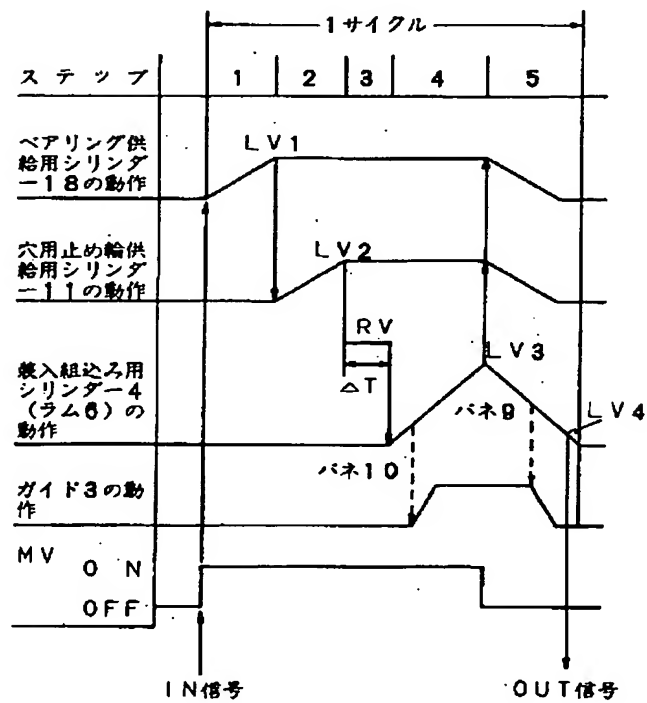 1サイクル
ステップ 1 2 3 4 5
ベアリング供
給用シリンダ
ー18の動作
LV1
穴用止め輪供
給用シリンダ
ー11の動作
LV2
RV
△T
装入組込み用
シリンダー4
(ラム6)の
動作
LV3
バネ9
LV4
バネ10
ガイド3の動
作
MV
ON
OFF
IN信号
OUT信号